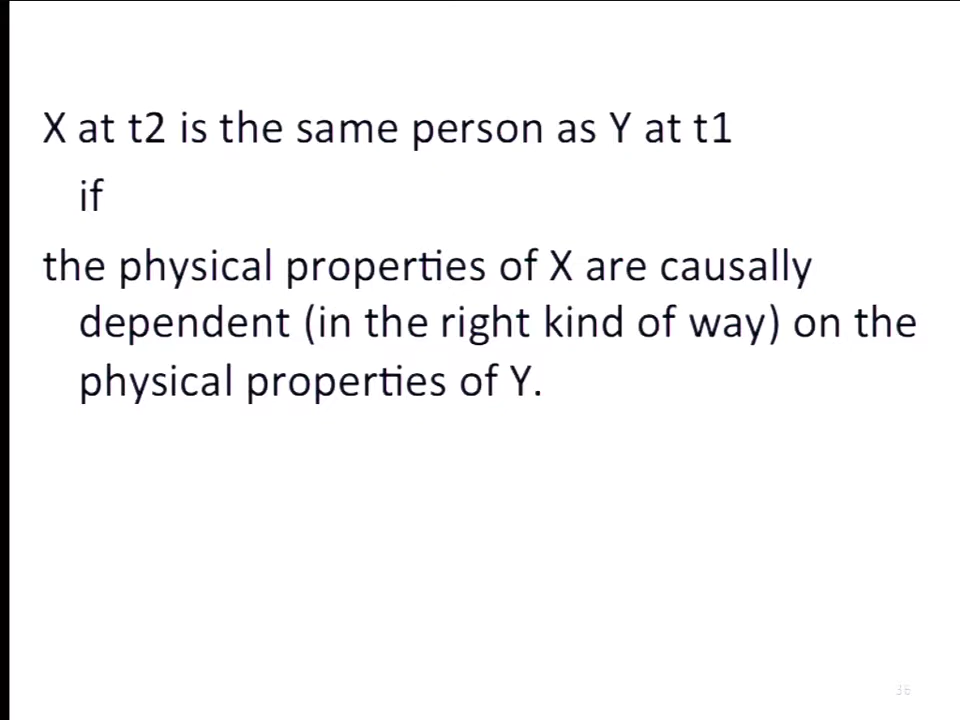 X at t2 is the same person as Y at t1
if
the physical properties of X are causally
dependent (in the right kind of way) on the
physical properties of Y.
36